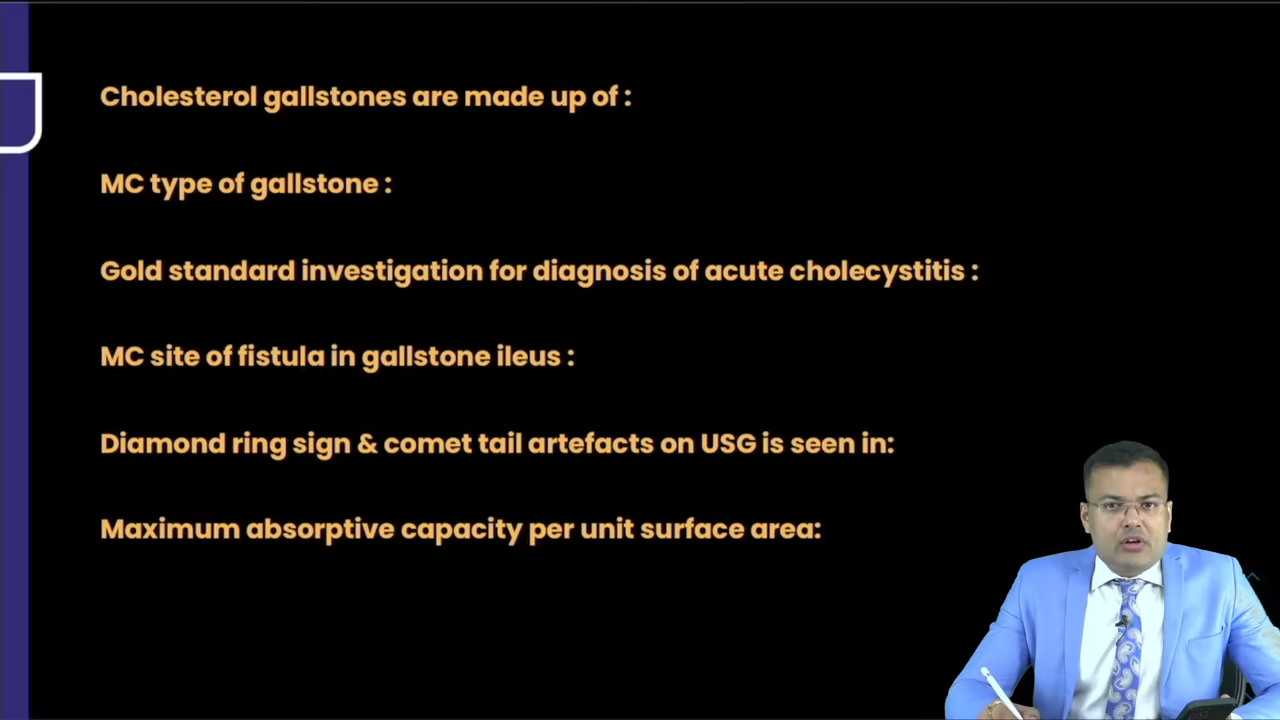 Cholesterol gallstones are made up of :
MC type of gallstone :
Gold standard investigation for diagnosis of acute cholecystitis :
MC site of fistula in gallstone ileus :
Diamond ring sign & comet tail artefacts on USG is seen in:
Maximum absorptive capacity per unit surface area: